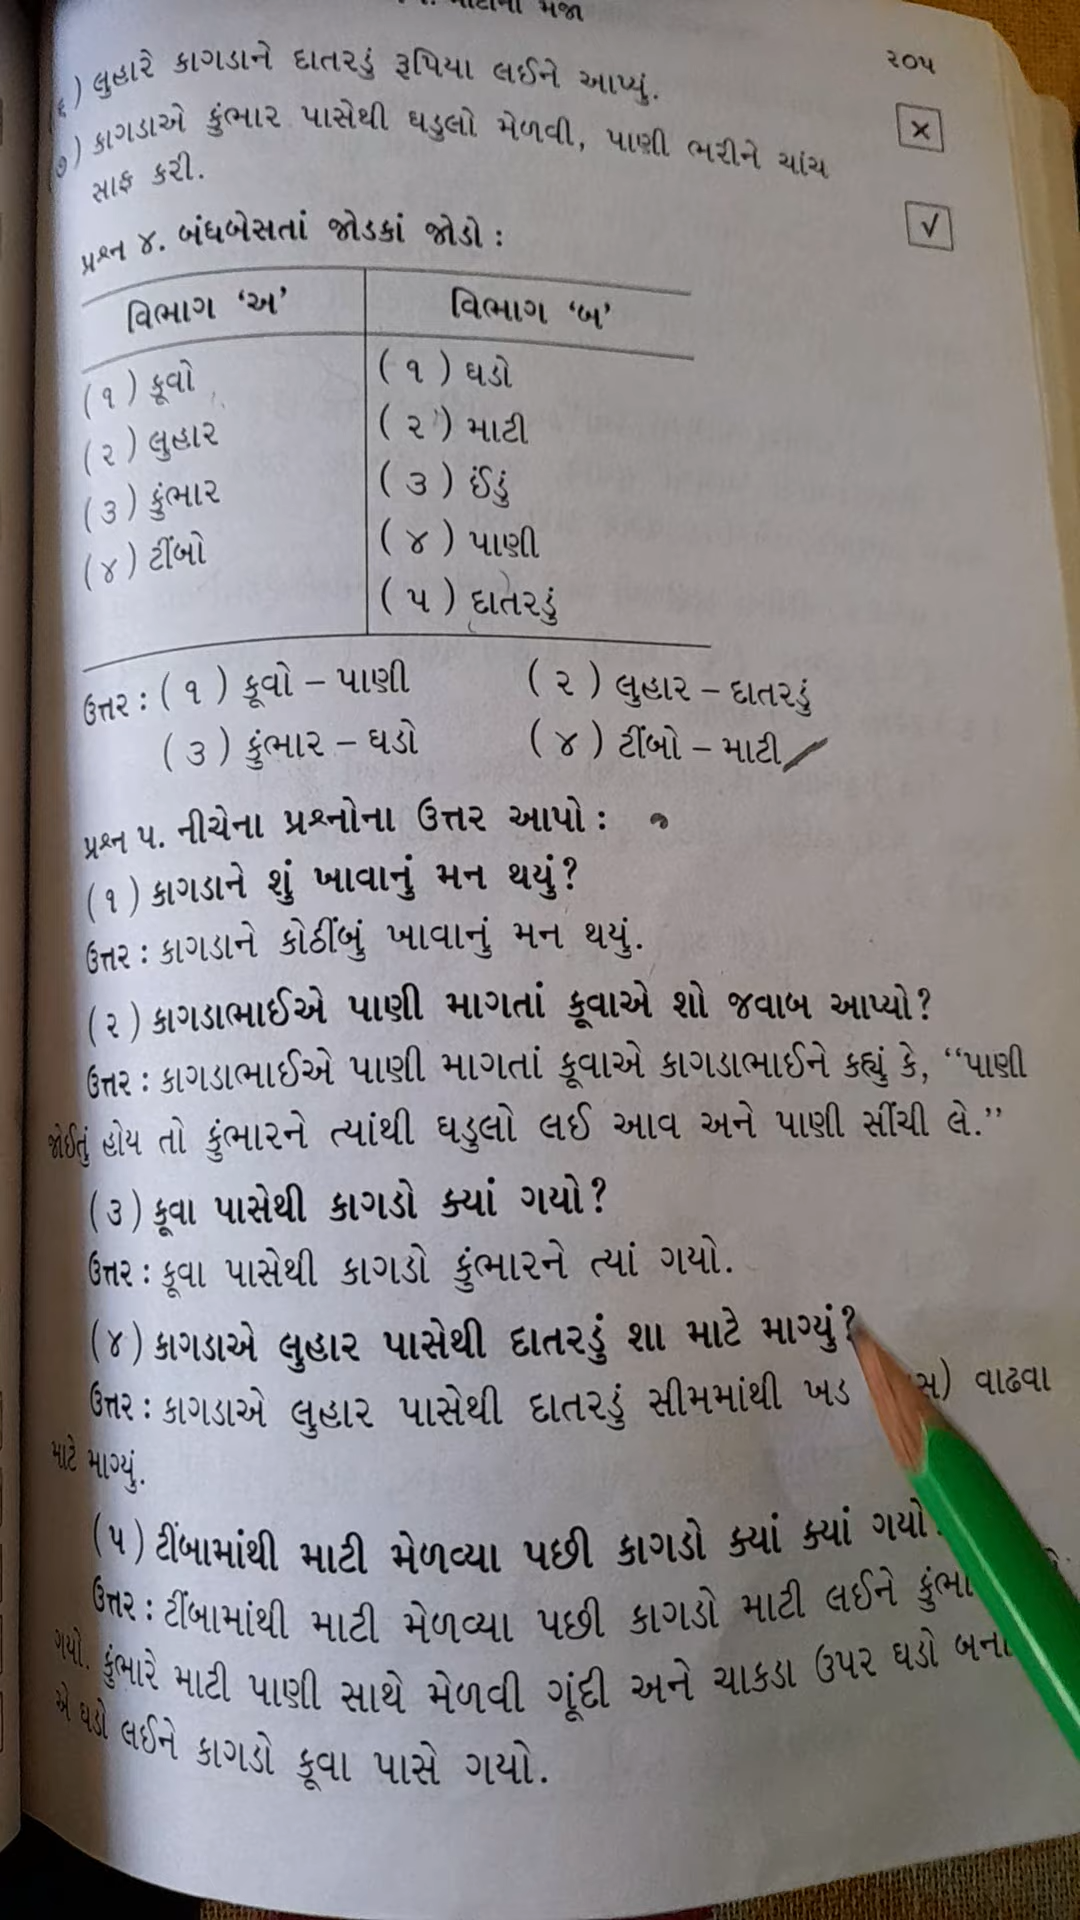 મજા
૨૦૫
) લુહારે કાગડાને દાતરડું રૂપિયા લઈને આપ્યું.
×
૭) કાગડાએ કુંભાર પાસેથી ઘડુલો મેળવી, પાણી ભરીને ચાંચ
સાફ કરી.
√
પ્રશ્ન ૪. બંધબેસતાં જોડકાં જોડો :
વિભાગ ‘અ’ વિભાગ ‘બ’
(૧) કૂવો (૧) ઘડો
(૨) લુહાર (૨) માટી
(૩) કુંભાર (૩) ઈંડું
(૪) ટીંબો (૪) પાણી
(૫) દાતરડું
ઉત્તર : (૧) કૂવો – પાણી (૨) લુહાર – દાતરડું
(૩) કુંભાર – ઘડો (૪) ટીંબો – માટી
પ્રશ્ન ૫. નીચેના પ્રશ્નોના ઉત્તર આપો :
(૧) કાગડાને શું ખાવાનું મન થયું?
ઉત્તર : કાગડાને કોઠીંબું ખાવાનું મન થયું.
(૨) કાગડાભાઈએ પાણી માગતાં કૂવાએ શો જવાબ આપ્યો?
ઉત્તર : કાગડાભાઈએ પાણી માગતાં કૂવાએ કાગડાભાઈને કહ્યું કે, “પાણી
જોઈતું હોય તો કુંભારને ત્યાંથી ઘડુલો લઈ આવ અને પાણી સીંચી લે.”
(૩) કૂવા પાસેથી કાગડો ક્યાં ગયો?
ઉત્તર : કૂવા પાસેથી કાગડો કુંભારને ત્યાં ગયો.
(૪) કાગડાએ લુહાર પાસેથી દાતરડું શા માટે માગ્યું?
ઉત્તર : કાગડાએ લુહાર પાસેથી દાતરડું સીમમાંથી ખડ વાઢવા
માટે માગ્યું.
(૫) ટીંબામાંથી માટી મેળવ્યા પછી કાગડો ક્યાં ક્યાં ગયો
ઉત્તર : ટીંબામાંથી માટી મેળવ્યા પછી કાગડો માટી લઈને
ગયો. કુંભારે માટી પાણી સાથે મેળવી ગૂંદી અને ચાકડા ઉપર ઘડો
એ ઘડો લઈને કાગડો કૂવા પાસે ગયો.